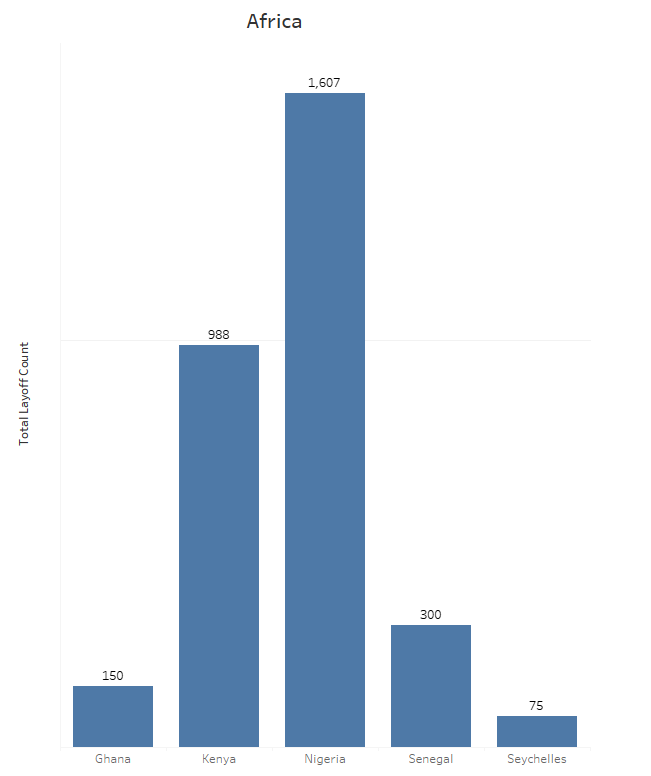 Africa
Total Layoff Count
1,607
988
300
150
75
Ghana Kenya Nigeria Senegal Seychelles